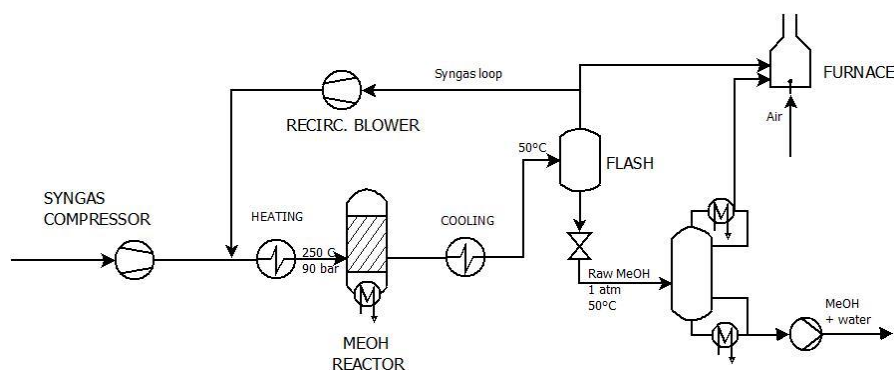 Syngas loop
FURNACE
RECIRC. BLOWER
Air
50°C
FLASH
SYNGAS
COMPRESSOR
HEATING
COOLING
250 C
90 bar
Raw MeOH
1 atm
50°C
MeOH
+ water
MEOH
REACTOR